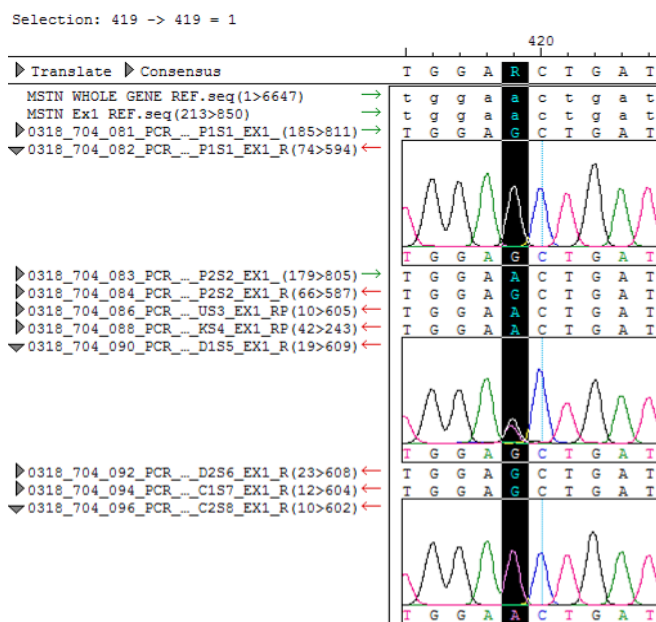 Selection: 419 -> 419 = 1
420
Translate Consensus T G G A R C T G A T
MSTN WHOLE GENE REF.seq(1>6647) → t g g a a c t g a t
MSTN Ex1 REF.seq(213>850) → t g g a a c t g a t
0318_704_081_PCR_..._P1S1_EX1_(185>811) → T G G A G C T G A T
0318_704_082_PCR_..._P1S1_EX1_R(74>594) ←
T G G A G C T G A T
0318_704_083_PCR_..._P2S2_EX1_(179>805) → T G G A A C T G A T
0318_704_084_PCR_..._P2S2_EX1_R(66>587) ← T G G A G C T G A T
0318_704_086_PCR_..._US3_EX1_RP(10>605) ← T G G A A C T G A T
0318_704_088_PCR_..._KS4_EX1_RP(42>243) ← T G G A A C T G A T
0318_704_090_PCR_..._D1S5_EX1_R(19>609) ←
T G G A G C T G A T
0318_704_092_PCR_..._D2S6_EX1_R(23>608) ← T G G A G C T G A T
0318_704_094_PCR_..._C1S7_EX1_R(12>604) ← T G G A G C T G A T
0318_704_096_PCR_..._C2S8_EX1_R(10>602) ←
T G G A A C T G A T